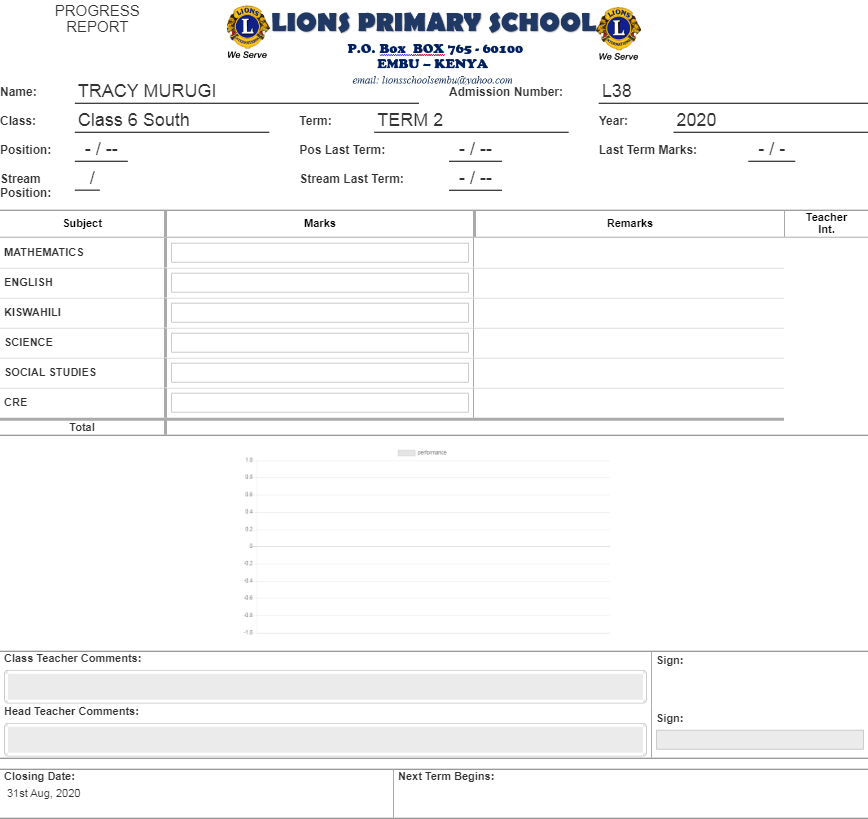 PROGRESS
REPORT
LIONS
L
INTERNATIONAL
We Serve
LIONS PRIMARY SCHOOL
LIONS
L
INTERNATIONAL
We Serve
P.O. Box BOX 765 - 60100
EMBU – KENYA
email: lionsschoolsembu@yahoo.com
Name: TRACY MURUGI Admission Number: L38
Class: Class 6 South Term: TERM 2 Year: 2020
Position: - / -- Pos Last Term: - / -- Last Term Marks: - / -
Stream Position: / Stream Last Term: - / --
Subject Marks Remarks Teacher Int.
MATHEMATICS
ENGLISH
KISWAHILI
SCIENCE
SOCIAL STUDIES
CRE
Total
performance
1.0
0.8
0.6
0.4
0.2
0
-0.2
-0.4
-0.6
-0.8
-1.0
Class Teacher Comments: Sign:
Head Teacher Comments: Sign:
Closing Date: Next Term Begins:
31st Aug, 2020